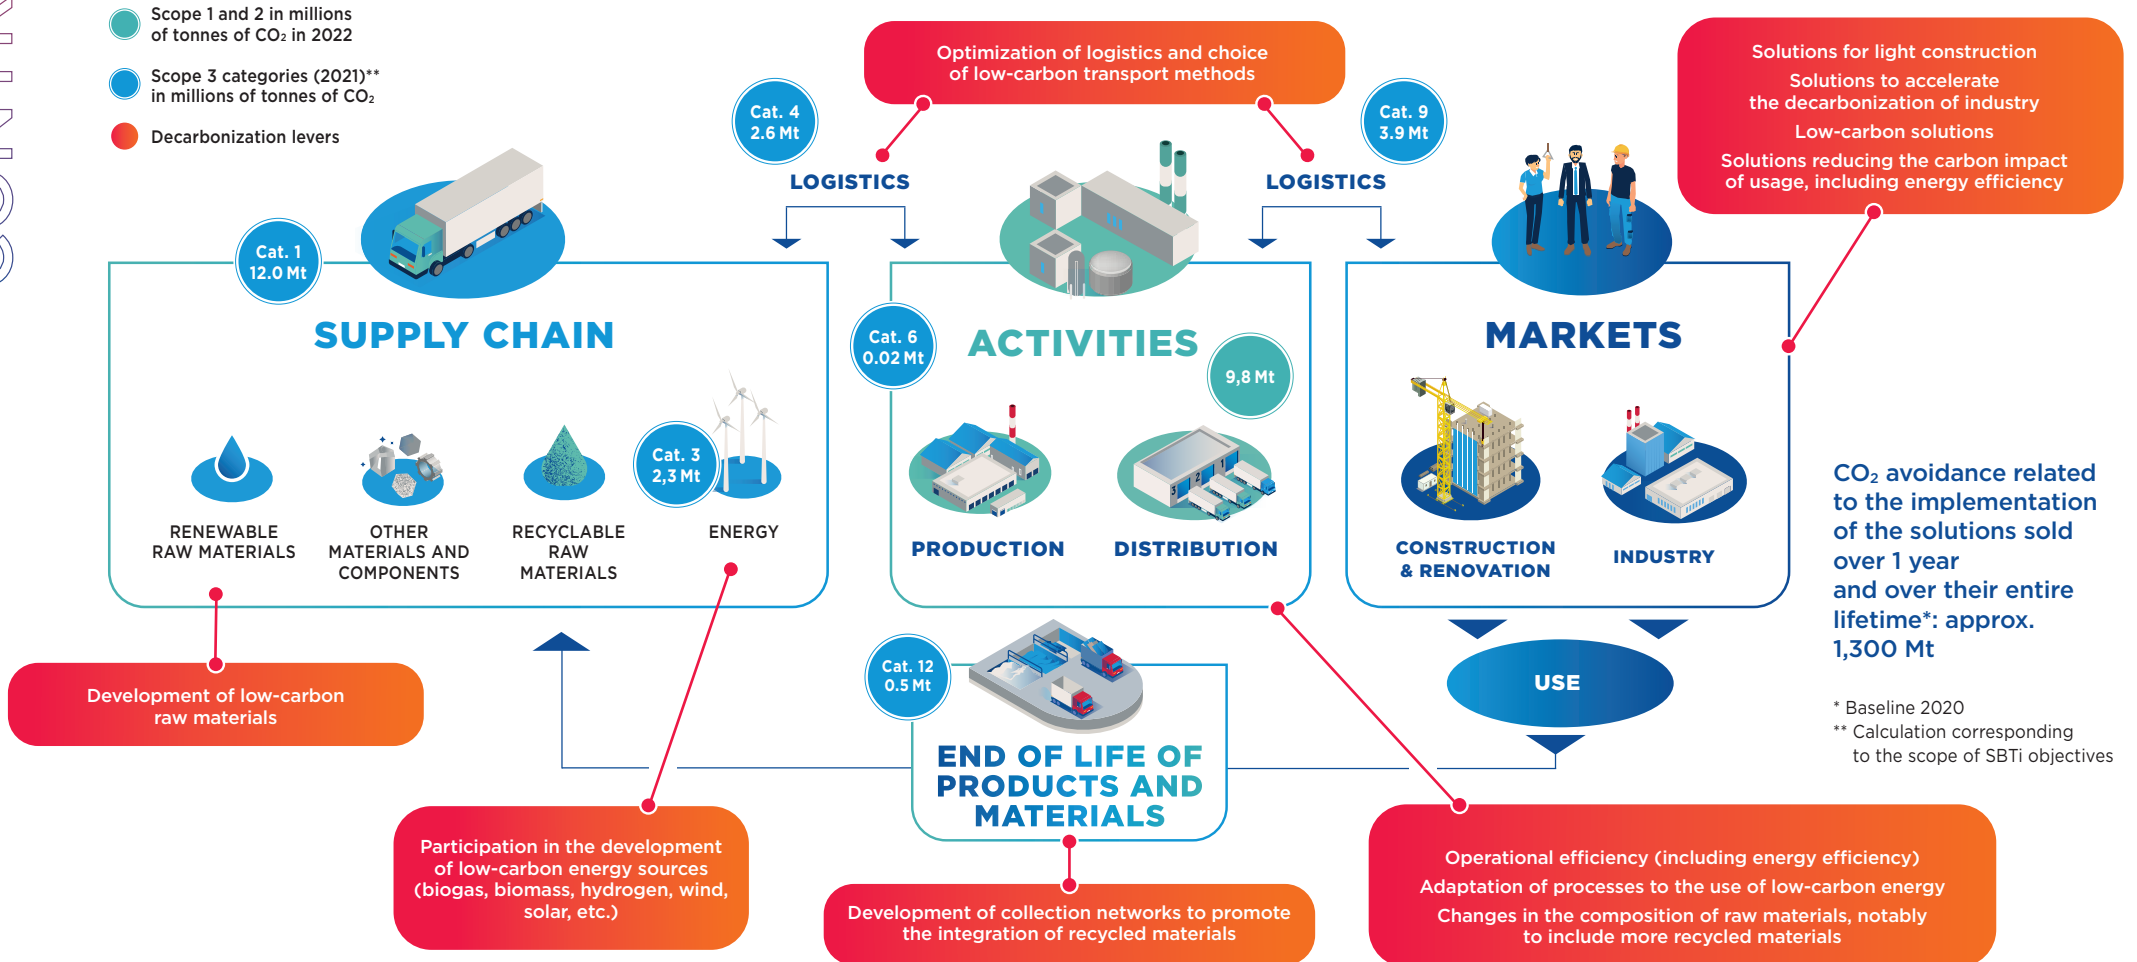 Scope 1 and 2 in millions
of tonnes of CO₂ in 2022
Scope 3 categories (2021)**
in millions of tonnes of CO₂
Decarbonization levers
Optimization of logistics and choice
of low-carbon transport methods
Solutions for light construction
Solutions to accelerate
the decarbonization of industry
Low-carbon solutions
Solutions reducing the carbon impact
of usage, including energy efficiency
Cat. 4
2.6 Mt
LOGISTICS
Cat. 9
3.9 Mt
LOGISTICS
Cat. 1
12.0 Mt
SUPPLY CHAIN
RENEWABLE
RAW MATERIALS
OTHER
MATERIALS AND
COMPONENTS
RECYCLABLE
RAW
MATERIALS
Cat. 3
2,3 Mt
ENERGY
Cat. 6
0.02 Mt
ACTIVITIES
9,8 Mt
PRODUCTION
1
2
3
DISTRIBUTION
MARKETS
CONSTRUCTION
& RENOVATION
INDUSTRY
CO₂ avoidance related
to the implementation
of the solutions sold
over 1 year
and over their entire
lifetime*: approx.
1,300 Mt
* Baseline 2020
** Calculation corresponding
to the scope of SBTi objectives
USE
Cat. 12
0.5 Mt
END OF LIFE OF
PRODUCTS AND
MATERIALS
Development of low-carbon
raw materials
Participation in the development
of low-carbon energy sources
(biogas, biomass, hydrogen, wind,
solar, etc.)
Development of collection networks to promote
the integration of recycled materials
Operational efficiency (including energy efficiency)
Adaptation of processes to the use of low-carbon energy
Changes in the composition of raw materials, notably
to include more recycled materials